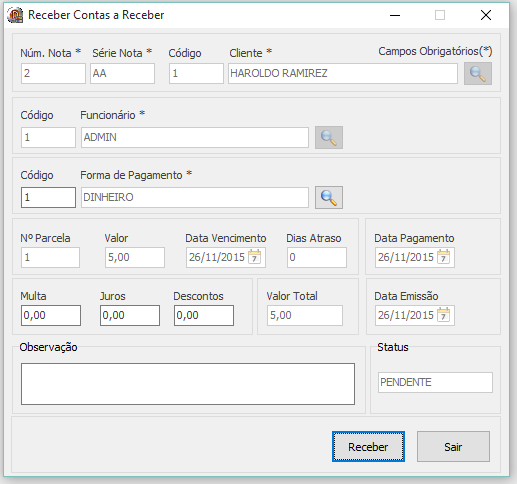 Receber Contas a Receber
Núm. Nota * Série Nota * Código Cliente * Campos Obrigatórios(*)
2 AA 1 HAROLDO RAMIREZ
Código Funcionário *
1 ADMIN
Código Forma de Pagamento *
1 DINHEIRO
Nº Parcela Valor Data Vencimento Dias Atraso Data Pagamento
1 5,00 26/11/2015 7 0 26/11/2015 7
Multa Juros Descontos Valor Total Data Emissão
0,00 0,00 0,00 5,00 26/11/2015 7
Observação Status
PENDENTE
Receber Sair